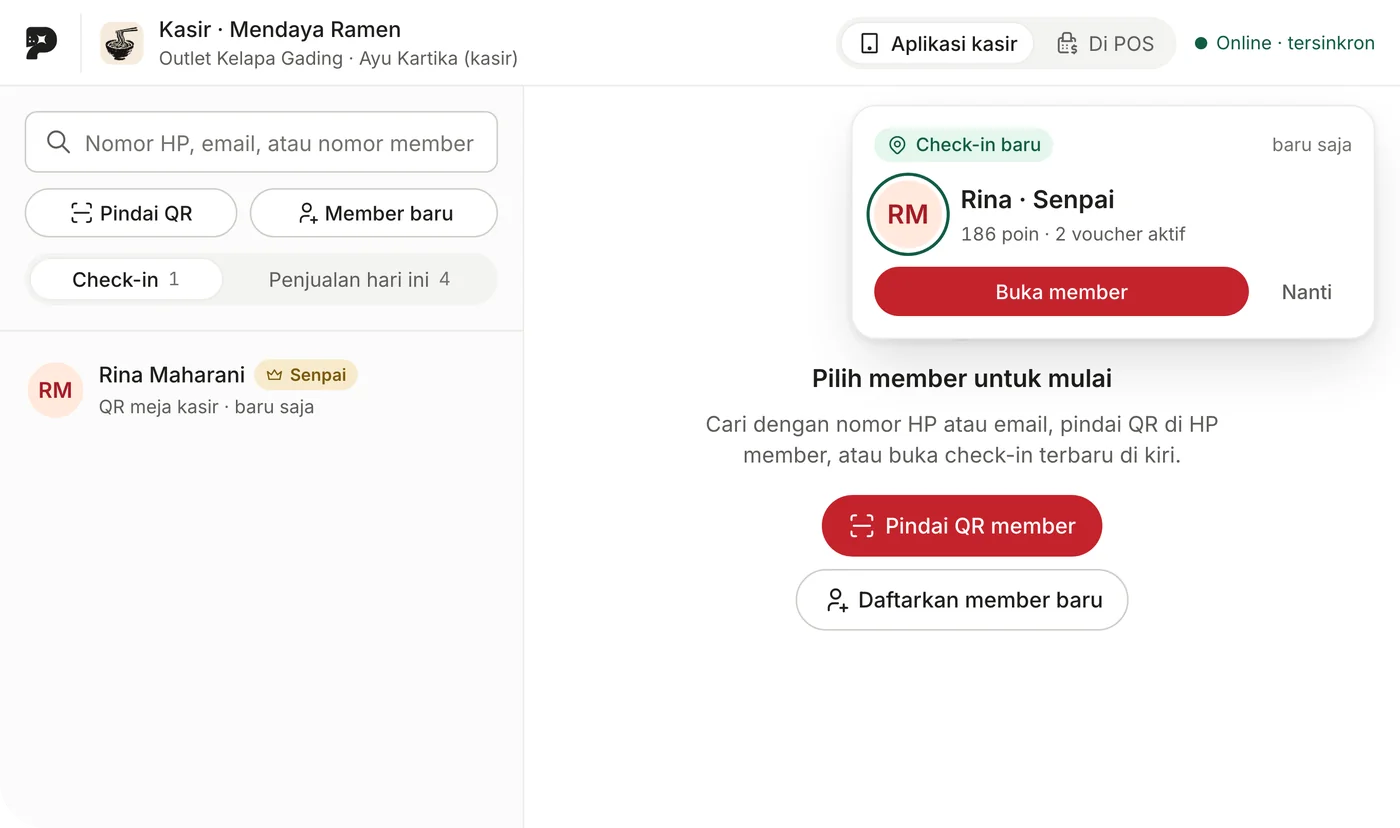 Kasir · Mendaya Ramen
Outlet Kelapa Gading · Ayu Kartika (kasir)
Aplikasi kasir
Di POS
Online · tersinkron
Nomor HP, email, atau nomor member
Pindai QR
Member baru
Check-in 1
Penjualan hari ini 4
RM
Rina Maharani
Senpai
QR meja kasir · baru saja
Check-in baru
baru saja
RM
Rina · Senpai
186 poin · 2 voucher aktif
Buka member
Nanti
Pilih member untuk mulai
Cari dengan nomor HP atau email, pindai QR di HP
member, atau buka check-in terbaru di kiri.
Pindai QR member
Daftarkan member baru